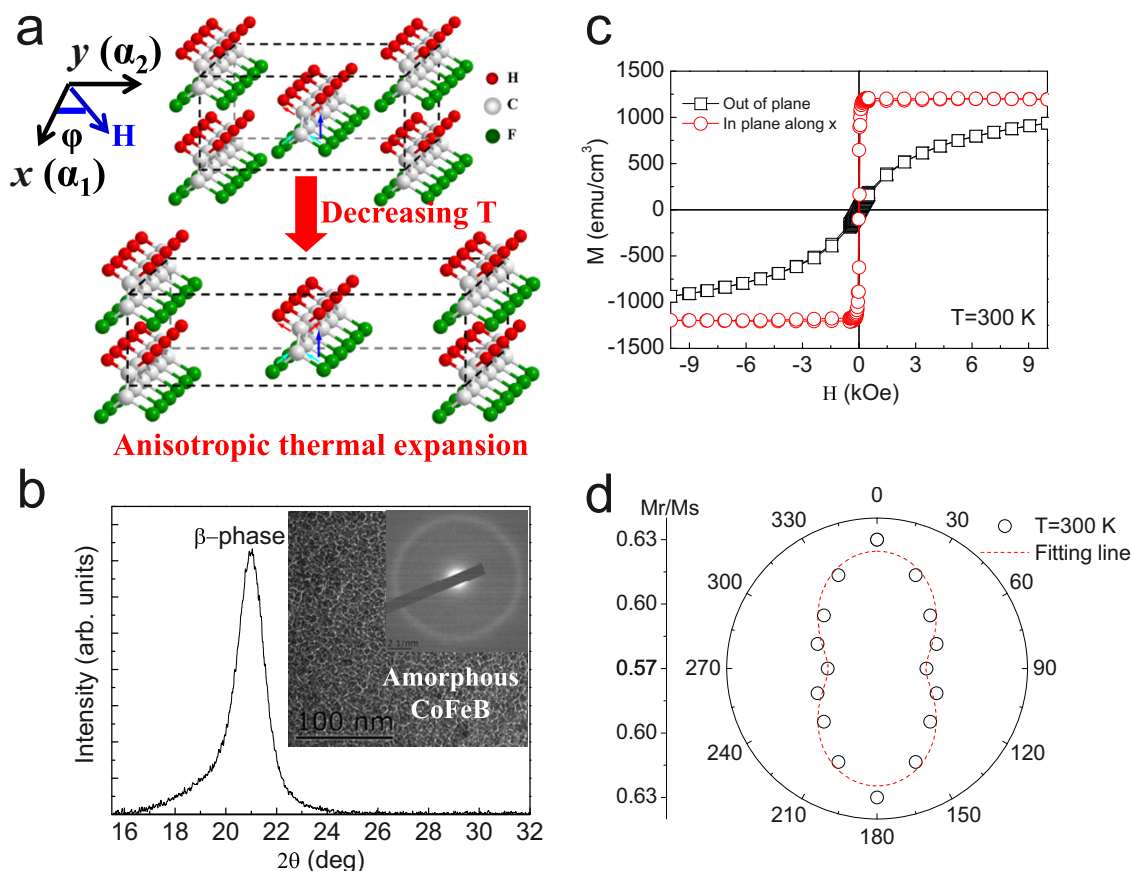 a
y (α2)
H
x (α1)
φ
H
C
F
Decreasing T
Anisotropic thermal expansion
b
β−phase
Intensity (arb. units)
2 1/nm
Amorphous
CoFeB
100 nm
16 18 20 22 24 26 28 30 32
2θ (deg)
c
1500
1000
500
0
-500
-1000
-1500
M (emu/cm³)
Out of plane
In plane along x
T=300 K
-9 -6 -3 0 3 6 9
H (kOe)
d
Mr/Ms
0.63
0.60
0.57
0.60
0.63
0
30
60
90
120
150
180
210
240
270
300
330
T=300 K
Fitting line